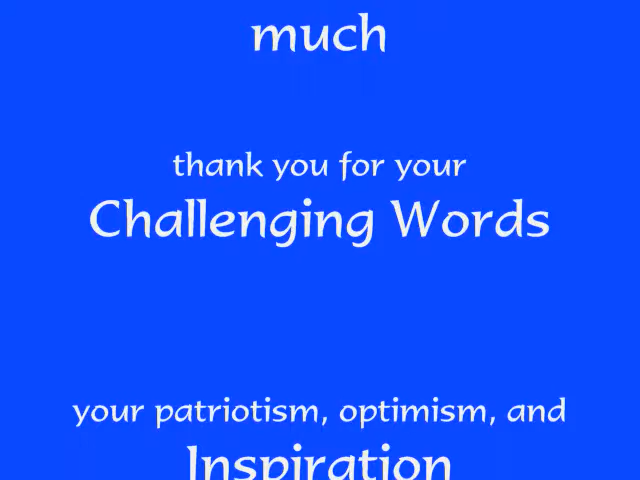 much
thank you for your
Challenging Words
your patriotism, optimism, and
Inspiration